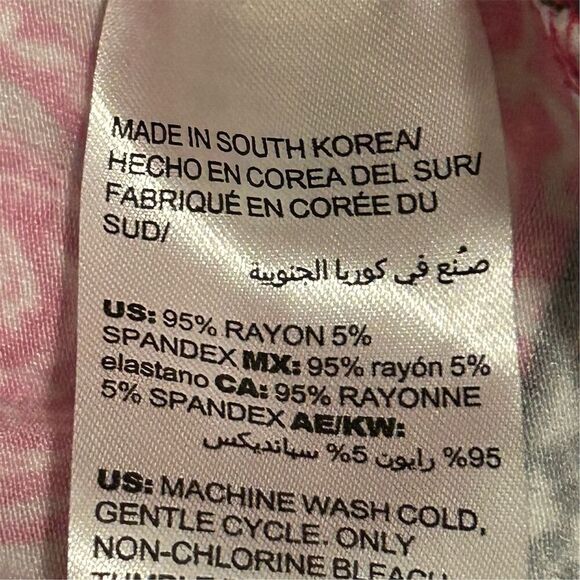 MADE IN SOUTH KOREA/
HECHO EN COREA DEL SUR/
FABRIQUÉ EN CORÉE DU
SUD/
صُنع في كوريا الجنوبية
US: 95% RAYON 5%
SPANDEX MX: 95% rayón 5%
elastano CA: 95% RAYONNE
5% SPANDEX AE/KW:
95% رايون 5% سباندیكس
US: MACHINE WASH COLD,
GENTLE CYCLE. ONLY
NON-CHLORINE BLEACH